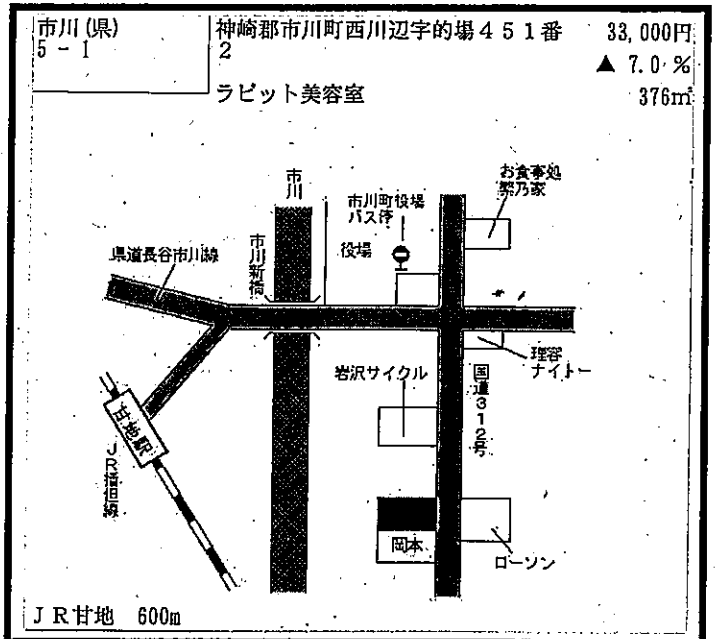 市川(県)
5-1
神崎郡市川町西川辺字的場451番
2
ラビット美容室
33,000円
▲ 7.0 %
376㎡
お食事処
繁乃家
市川
市川町役場
バス停
役場
県道長谷市川線
市川新橋
理容
ナイトー
岩沢サイクル
国道312号
甘地駅
JR播但線
岡本
ローソン
JR甘地 600m